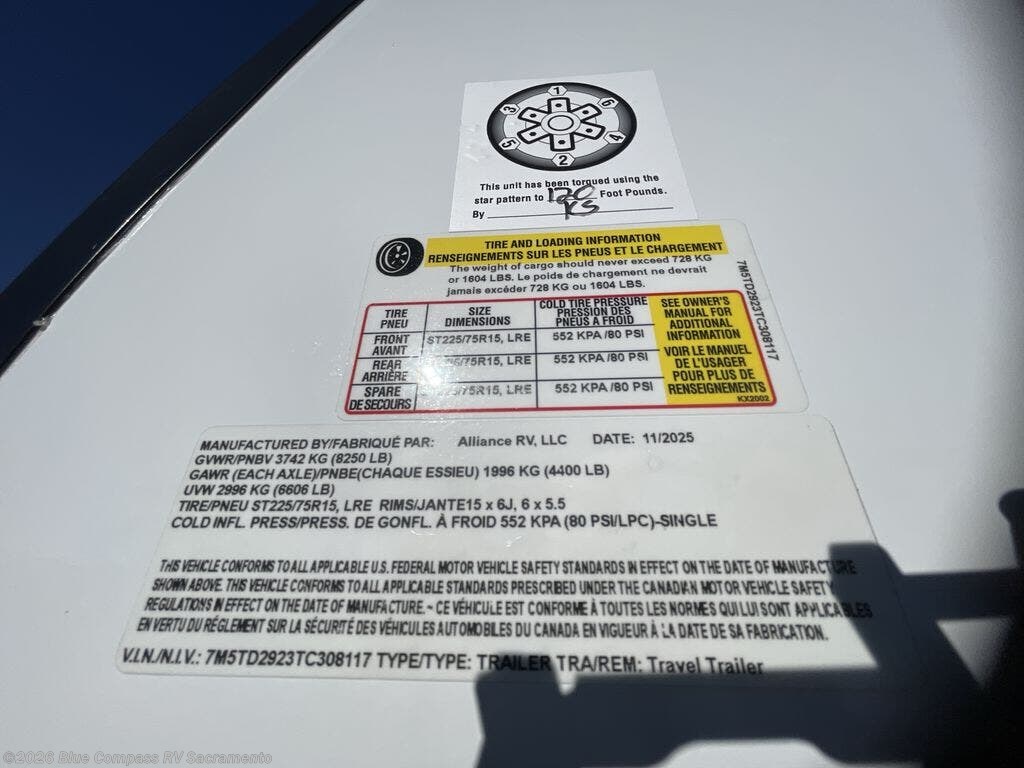 1
6
4
2
5
3
This unit has been torqued using the
star pattern to 120 Foot Pounds.
By KS
TIRE AND LOADING INFORMATION
RENSEIGNEMENTS SUR LES PNEUS ET LE CHARGEMENT
The weight of cargo should never exceed 728 KG
or 1604 LBS. Le poids de chargement ne devrait
jamais excéder 728 KG ou 1604 LBS.
TIRE PNEU
SIZE DIMENSIONS
COLD TIRE PRESSURE PRESSION DES PNEUS A FROID
FRONT AVANT
ST225/75R15, LRE
552 KPA /80 PSI
REAR ARRIÈRE
/75R15, LRE
552 KPA /80 PSI
SPARE DE SECOURS
/75R15, LRE
552 KPA /80 PSI
SEE OWNER'S
MANUAL FOR
ADDITIONAL
INFORMATION
VOIR LE MANUEL
DE L'USAGER
POUR PLUS DE
RENSEIGNEMENTS
KX2002
7M5TD2923TC308117
MANUFACTURED BY/FABRIQUÉ PAR: Alliance RV, LLC DATE: 11/2025
GVWR/PNBV 3742 KG (8250 LB)
GAWR (EACH AXLE)/PNBE(CHAQUE ESSIEU) 1996 KG (4400 LB)
UVW 2996 KG (6606 LB)
TIRE/PNEU ST225/75R15, LRE RIMS/JANTE15 x 6J, 6 x 5.5
COLD INFL. PRESS/PRESS. DE GONFL. À FROID 552 KPA (80 PSI/LPC)-SINGLE
THIS VEHICLE CONFORMS TO ALL APPLICABLE U.S. FEDERAL MOTOR VEHICLE SAFETY STANDARDS IN EFFECT ON THE DATE OF MANUFACTURE
SHOWN ABOVE. THIS VEHICLE CONFORMS TO ALL APPLICABLE STANDARDS PRESCRIBED UNDER THE CANADIAN MOTOR VEHICLE SAFETY
REGULATIONS IN EFFECT ON THE DATE OF MANUFACTURE. ~ CE VÉHICULE EST CONFORME À TOUTES LES NORMES QUI LUI SONT APPLICABLES
EN VERTU DU RÉGLEMENT SUR LA SÉCURITÉ DES VÉHICULES AUTOMOBILES DU CANADA EN VIGUEUR À LA DATE DE SA FABRICATION.
V.I.N./N.I.V.: 7M5TD2923TC308117 TYPE/TYPE: TRAILER TRA/REM: Travel Trailer
©2026 Blue Compass RV Sacramento